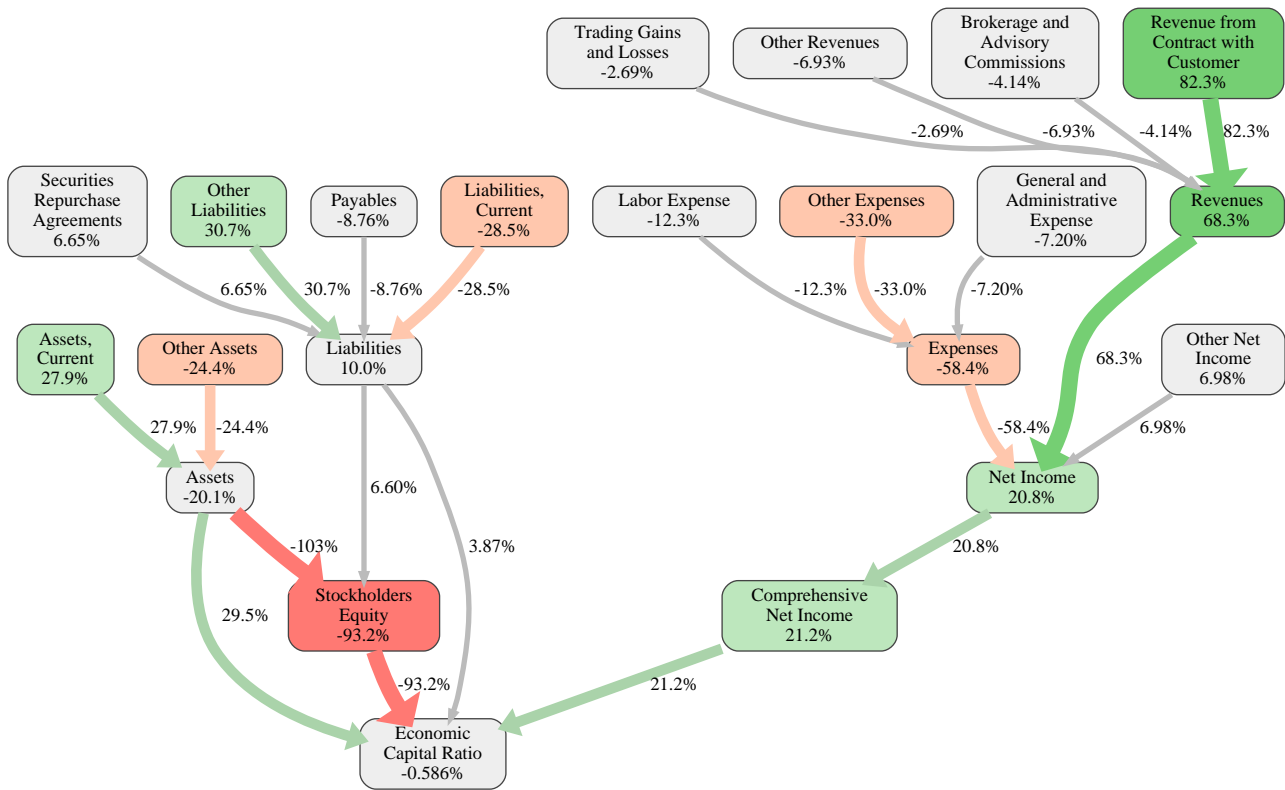 Trading Gains
and Losses
-2.69%
Other Revenues
-6.93%
Brokerage and
Advisory
Commissions
-4.14%
Revenue from
Contract with
Customer
82.3%
-2.69%
-6.93%
-4.14%
82.3%
Securities
Repurchase
Agreements
6.65%
Other
Liabilities
30.7%
Payables
-8.76%
Liabilities,
Current
-28.5%
Labor Expense
-12.3%
Other Expenses
-33.0%
General and
Administrative
Expense
-7.20%
Revenues
68.3%
6.65%
30.7%
-8.76%
-28.5%
-12.3%
-33.0%
-7.20%
Assets,
Current
27.9%
Other Assets
-24.4%
Liabilities
10.0%
Expenses
-58.4%
68.3%
Other Net
Income
6.98%
27.9%
-24.4%
-58.4%
6.98%
Assets
-20.1%
6.60%
3.87%
Net Income
20.8%
-103%
20.8%
29.5%
Stockholders
Equity
-93.2%
Comprehensive
Net Income
21.2%
-93.2%
21.2%
Economic
Capital Ratio
-0.586%